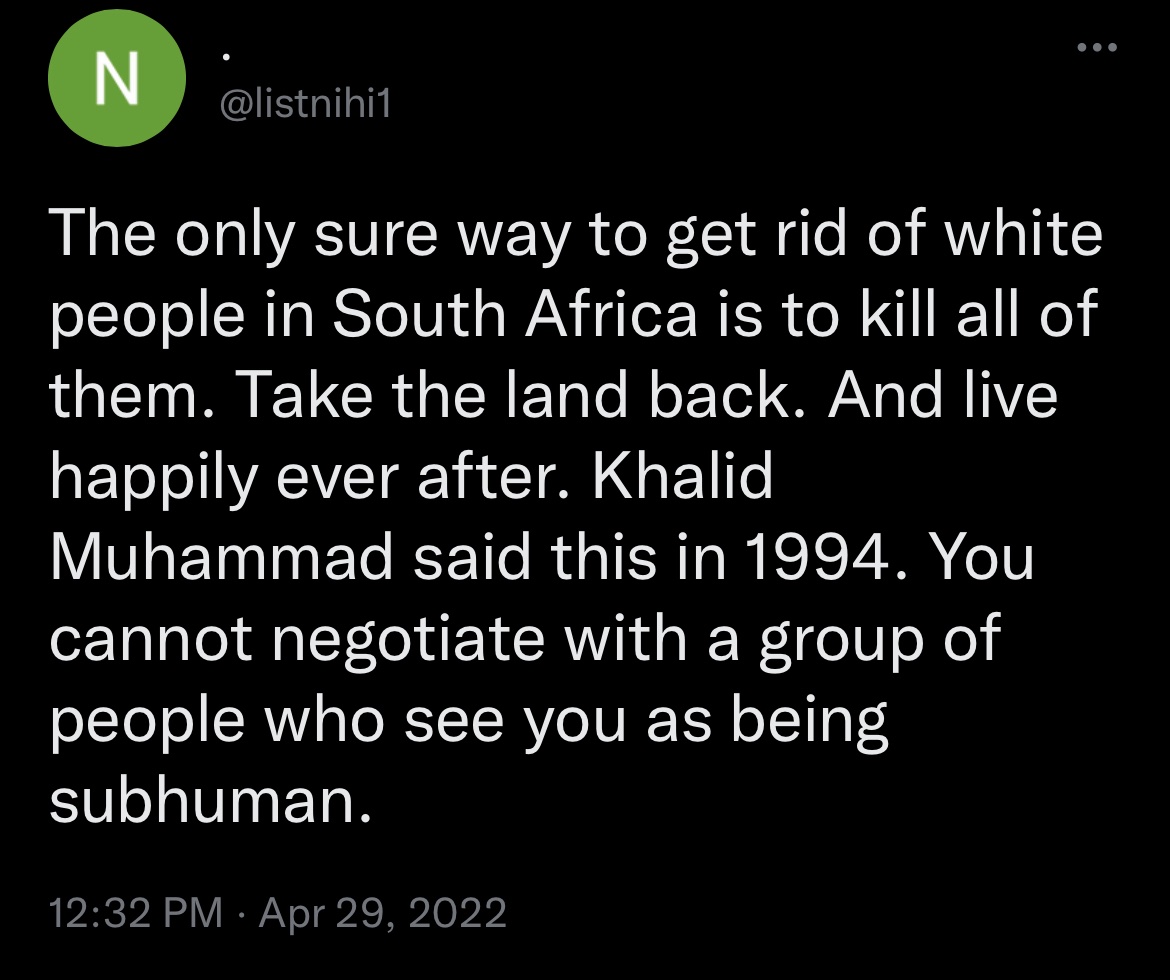 N
.
@listnihi1
The only sure way to get rid of white
people in South Africa is to kill all of
them. Take the land back. And live
happily ever after. Khalid
Muhammad said this in 1994. You
cannot negotiate with a group of
people who see you as being
subhuman.
12:32 PM · Apr 29, 2022